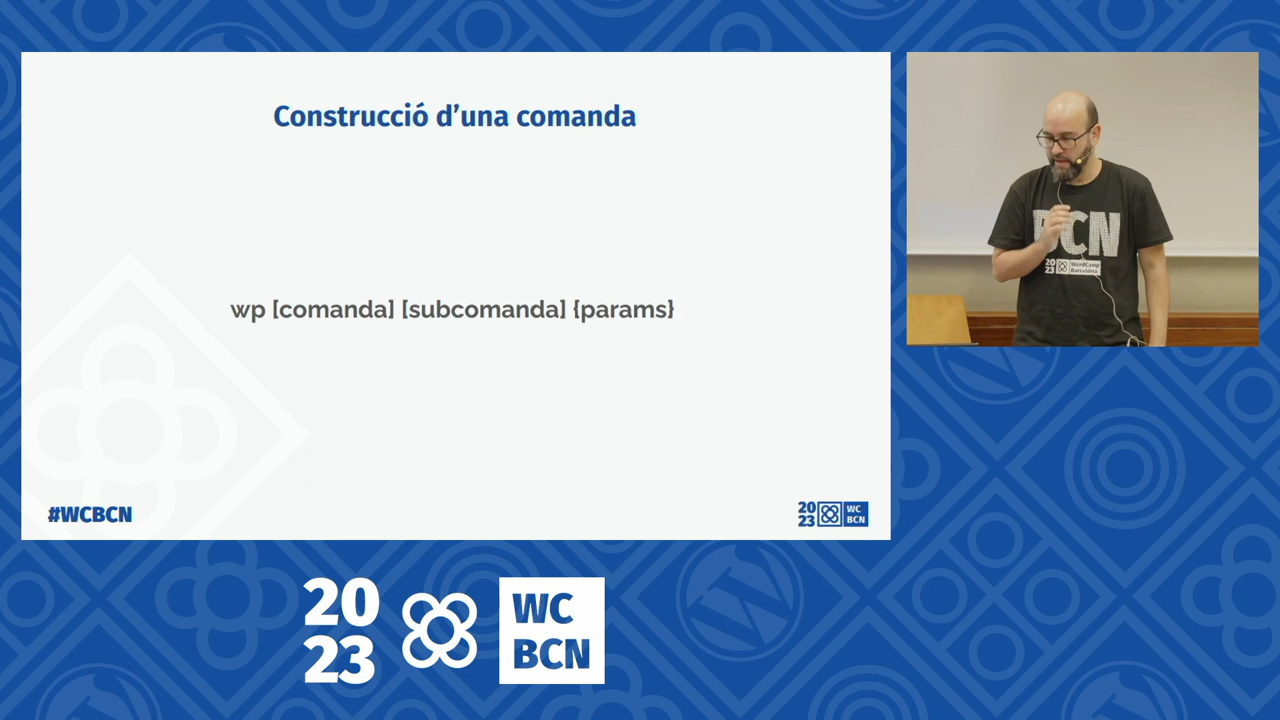 Construcció d'una comanda
wp [comanda] [subcomanda] {params}
#WCBCN
20
23
WC
BCN
BCN
20
23
WordCamp
Barcelona
20
23
WC
BCN